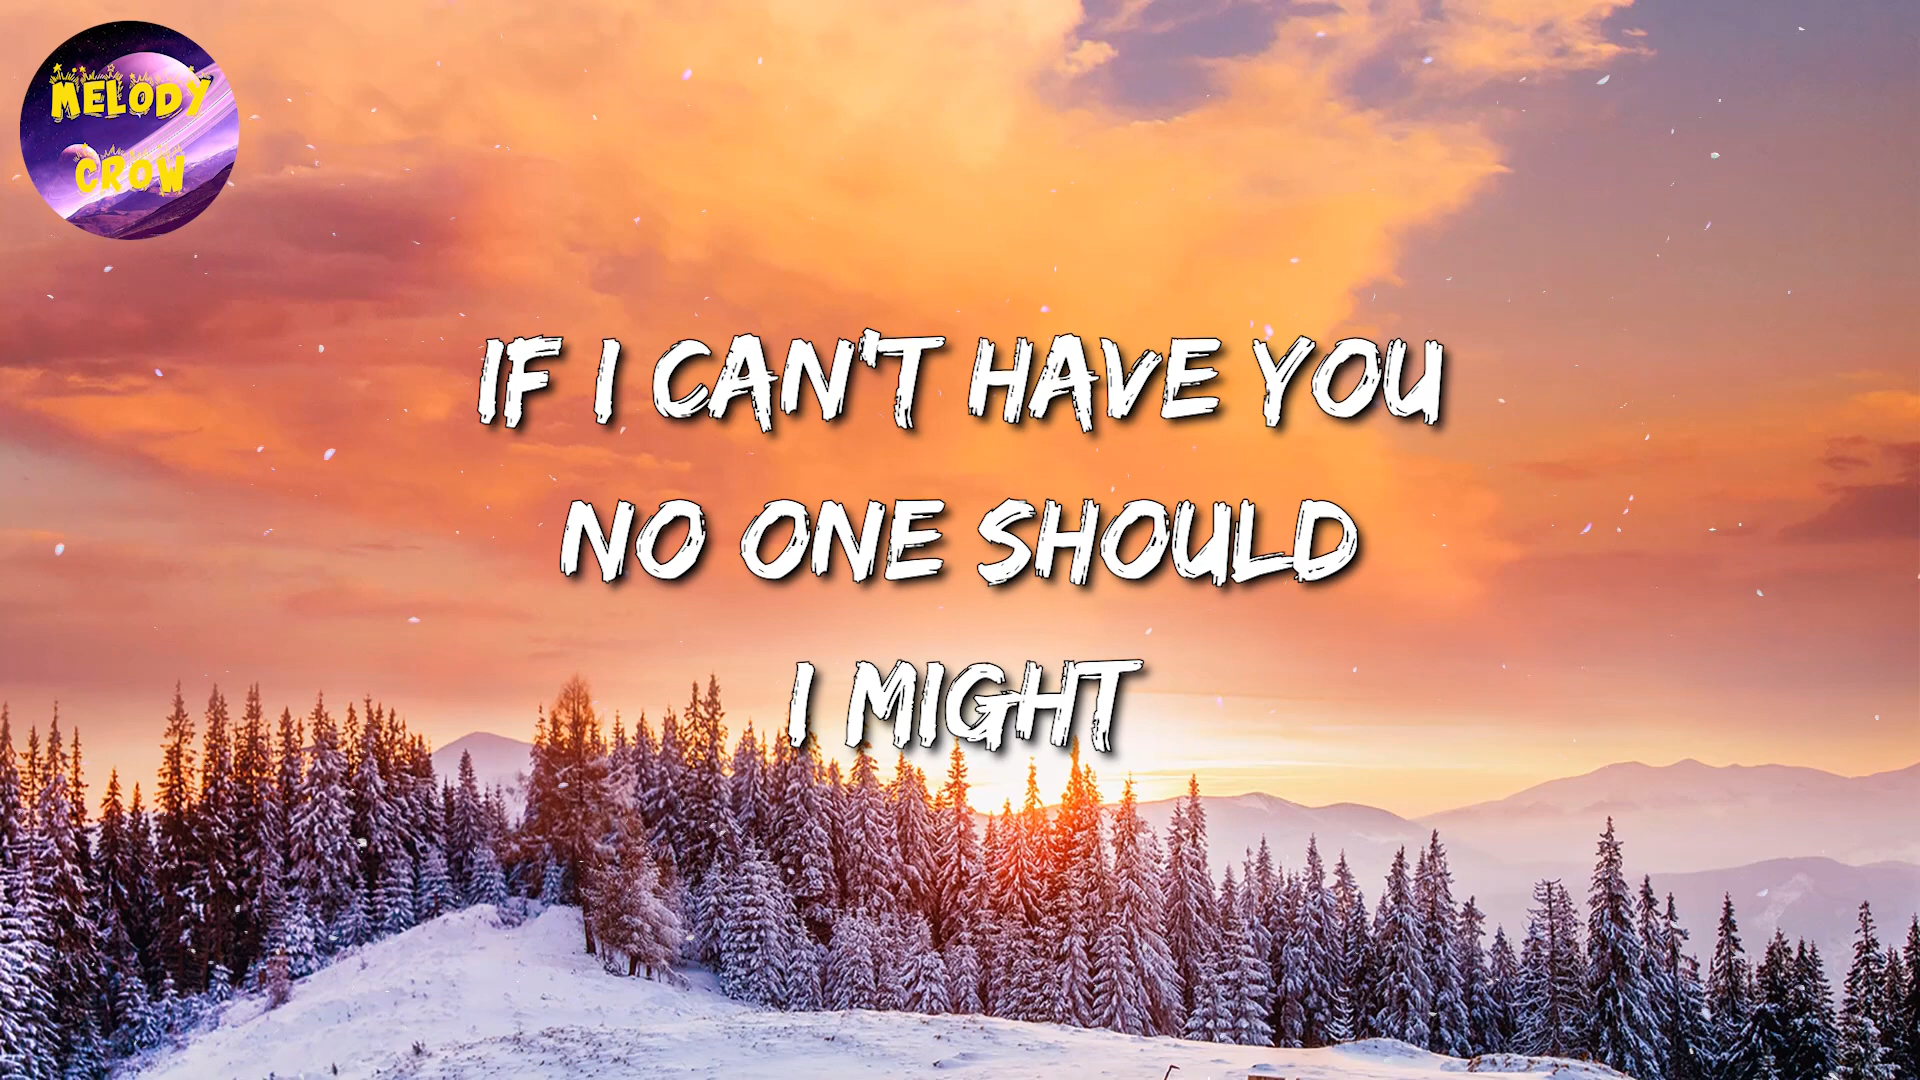 MELODY
CROW
IF I CAN'T HAVE YOU
NO ONE SHOULD
I MIGHT